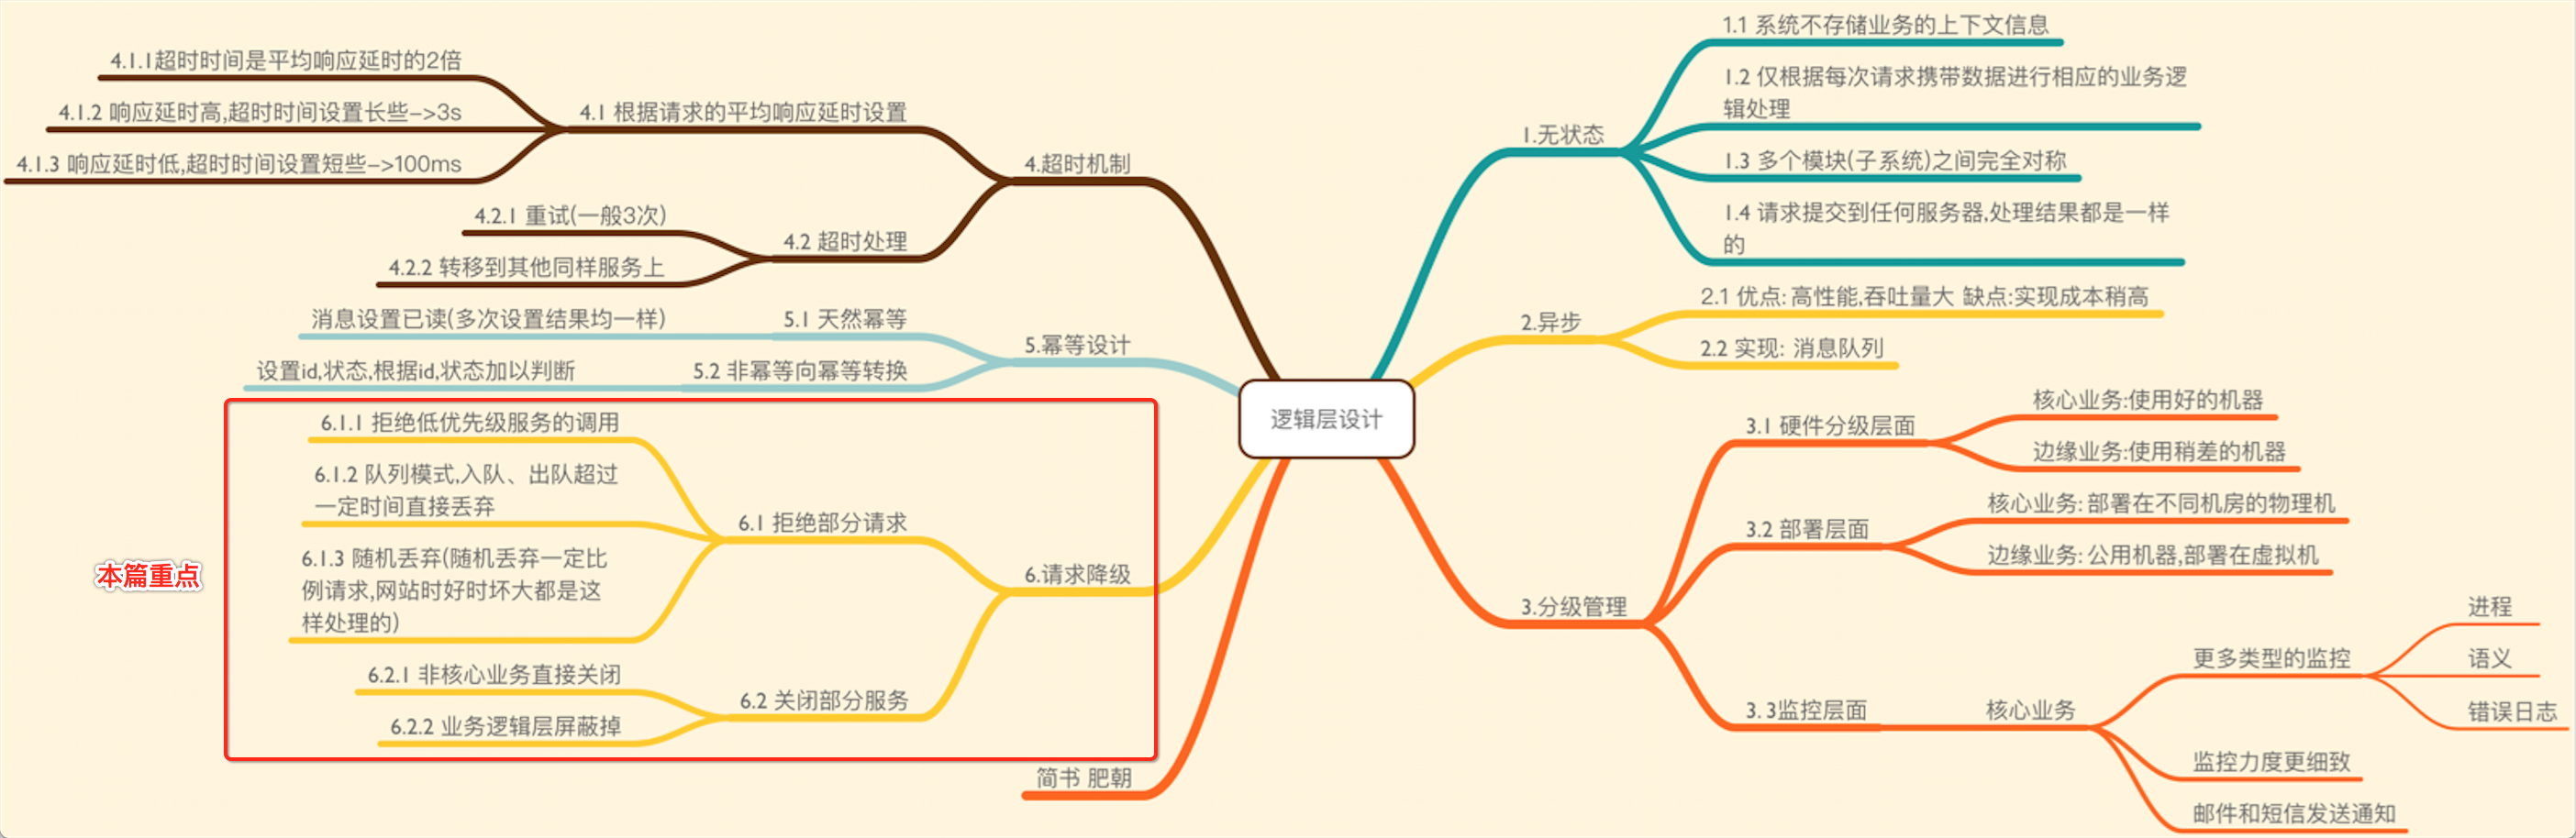 逻辑层设计
1.无状态
1.1 系统不存储业务的上下文信息
1.2 仅根据每次请求携带数据进行相应的业务逻
辑处理
1.3 多个模块(子系统)之间完全对称
1.4 请求提交到任何服务器,处理结果都是一样
的
2.异步
2.1 优点: 高性能,吞吐量大 缺点:实现成本稍高
2.2 实现: 消息队列
3.分级管理
3.1 硬件分级层面
核心业务:使用好的机器
边缘业务:使用稍差的机器
3.2 部署层面
核心业务: 部署在不同机房的物理机
边缘业务: 公用机器,部署在虚拟机
3. 3监控层面
核心业务
更多类型的监控
进程
语义
错误日志
监控力度更细致
邮件和短信发送通知
4.超时机制
4.1 根据请求的平均响应延时设置
4.1.1超时时间是平均响应延时的2倍
4.1.2 响应延时高,超时时间设置长些->3s
4.1.3 响应延时低,超时时间设置短些->100ms
4.2 超时处理
4.2.1 重试(一般3次)
4.2.2 转移到其他同样服务上
5.幂等设计
5.1 天然幂等
消息设置已读(多次设置结果均一样)
5.2 非幂等向幂等转换
设置id,状态,根据id,状态加以判断
本篇重点
6.请求降级
6.1 拒绝部分请求
6.1.1 拒绝低优先级服务的调用
6.1.2 队列模式,入队、出队超过
一定时间直接丢弃
6.1.3 随机丢弃(随机丢弃一定比
例请求,网站时好时坏大都是这
样处理的)
6.2 关闭部分服务
6.2.1 非核心业务直接关闭
6.2.2 业务逻辑层屏蔽掉
简书 肥朝